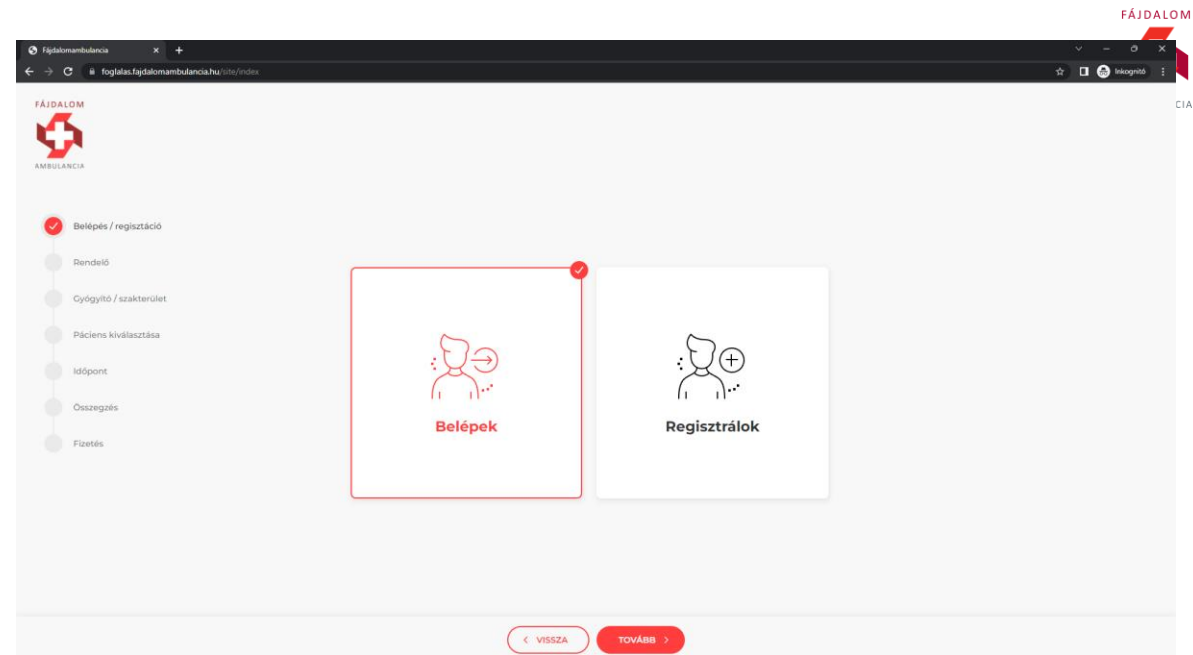 FÁJDALOM
Fájdalomambulancia
foglalas.fajdalomambulancia.hu/site/index
Inkognitó
CIA
FÁJDALOM
AMBULANCIA
Belépés / regisztáció
Rendelő
Gyógyító / szakterület
Páciens kiválasztása
Időpont
Összegzés
Fizetés
Belépek
Regisztrálok
VISSZA
TOVÁBB